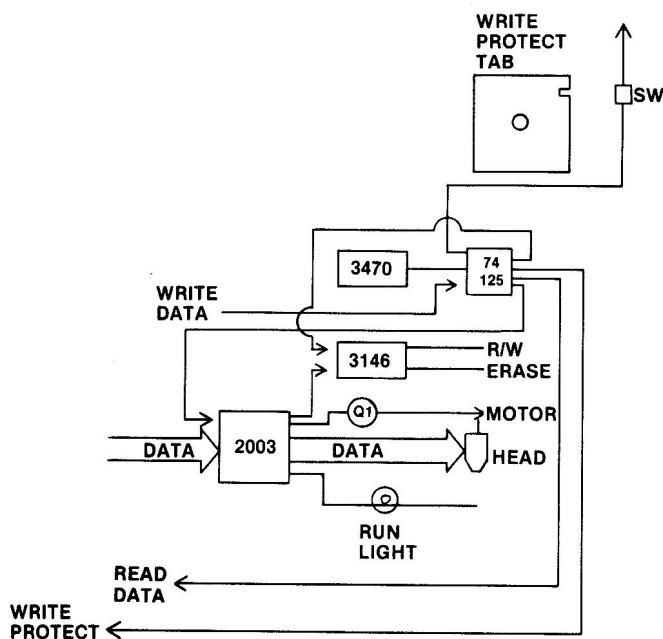 WRITE
PROTECT
TAB
SW
3470
74
125
WRITE
DATA
3146
R/W
ERASE
Q1
MOTOR
DATA
2003
DATA
HEAD
RUN
LIGHT
READ
DATA
WRITE
PROTECT